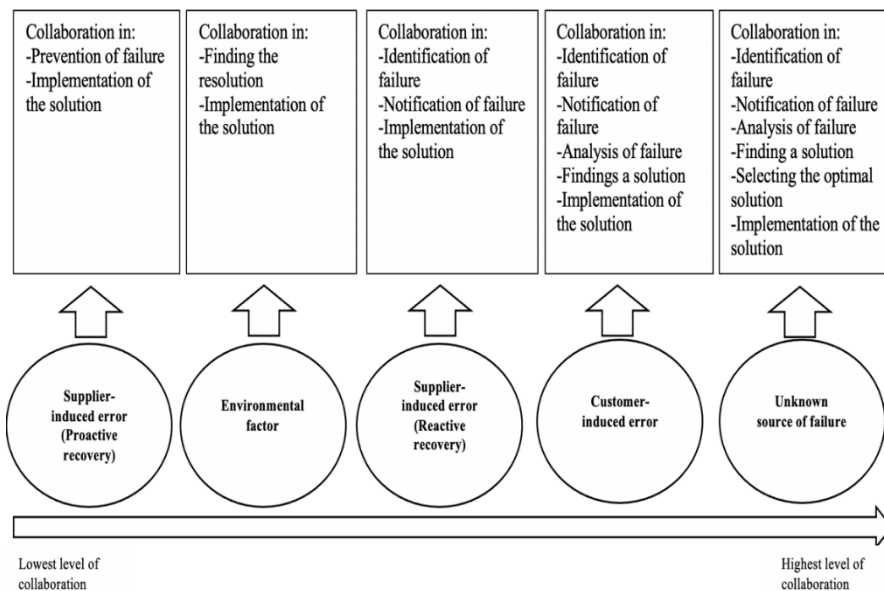 Collaboration in:
-Prevention of failure
-Implementation of
the solution
Collaboration in:
-Finding the
resolution
-Implementation of
the solution
Collaboration in:
-Identification of
failure
-Notification of failure
-Implementation of
the solution
Collaboration in:
-Identification of
failure
-Notification of
failure
-Analysis of failure
-Findings a solution
-Implementation of
the solution
Collaboration in:
-Identification of
failure
-Notification of failure
-Analysis of failure
-Finding a solution
-Selecting the optimal
solution
-Implementation of the
solution
Supplier-
induced error
(Proactive
recovery)
Environmental
factor
Supplier-
induced error
(Reactive
recovery)
Customer-
induced error
Unknown
source of failure
Lowest level of
collaboration
Highest level of
collaboration